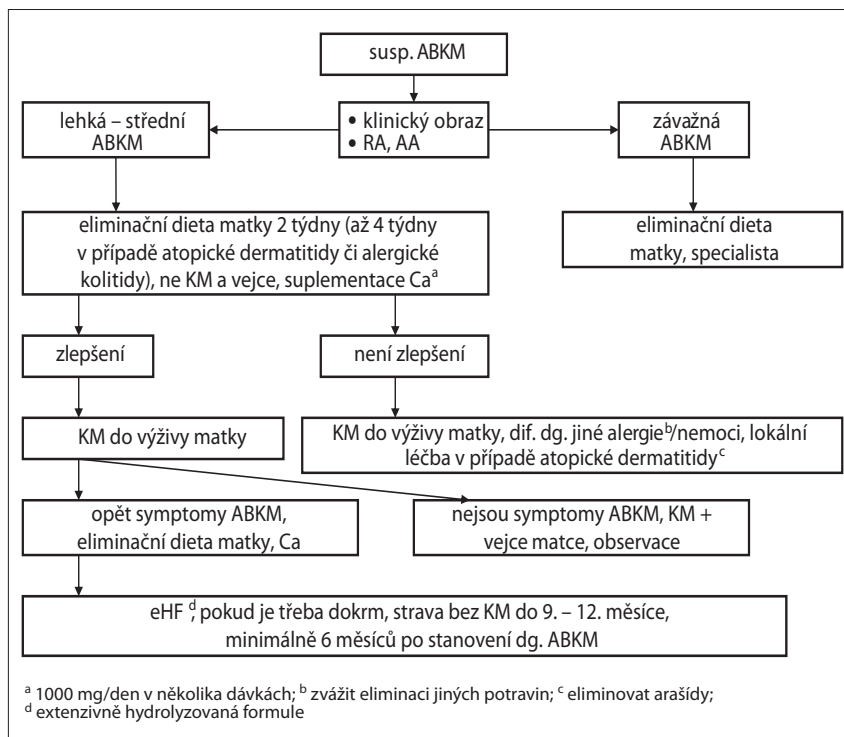 susp. ABKM
lehká – střední
ABKM
• klinický obraz
• RA, AA
závažná
ABKM
eliminační dieta matky 2 týdny (až 4 týdny
v případě atopické dermatitidy či alergické
kolitidy), ne KM a vejce, suplementace Ca^a
eliminační dieta
matky, specialista
zlepšení
není zlepšení
KM do výživy matky
KM do výživy matky, dif. dg. jiné alergie^b/nemoci, lokální
léčba v případě atopické dermatitidy^c
opět symptomy ABKM,
eliminační dieta matky, Ca
nejsou symptomy ABKM, KM +
vejce matce, observace
eHF ^d, pokud je třeba dokrm, strava bez KM do 9. – 12. měsíce,
minimálně 6 měsíců po stanovení dg. ABKM
^a 1000 mg/den v několika dávkách; ^b zvážit eliminaci jiných potravin; ^c eliminovat arašídy;
^d extenzivně hydrolyzovaná formule